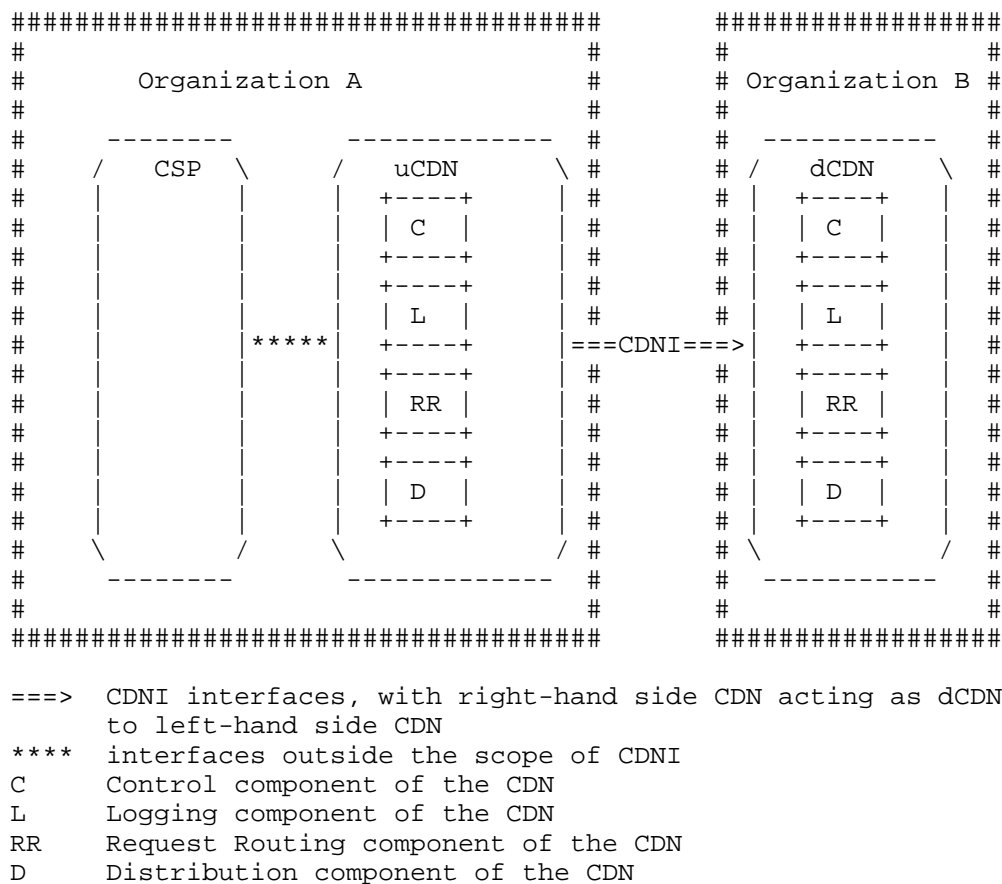 Organization A Organization B
CSP uCDN dCDN
C C
L L
***** ===CDNI===>
RR RR
D D
===> CDNI interfaces, with right-hand side CDN acting as dCDN
to left-hand side CDN
**** interfaces outside the scope of CDNI
C Control component of the CDN
L Logging component of the CDN
RR Request Routing component of the CDN
D Distribution component of the CDN